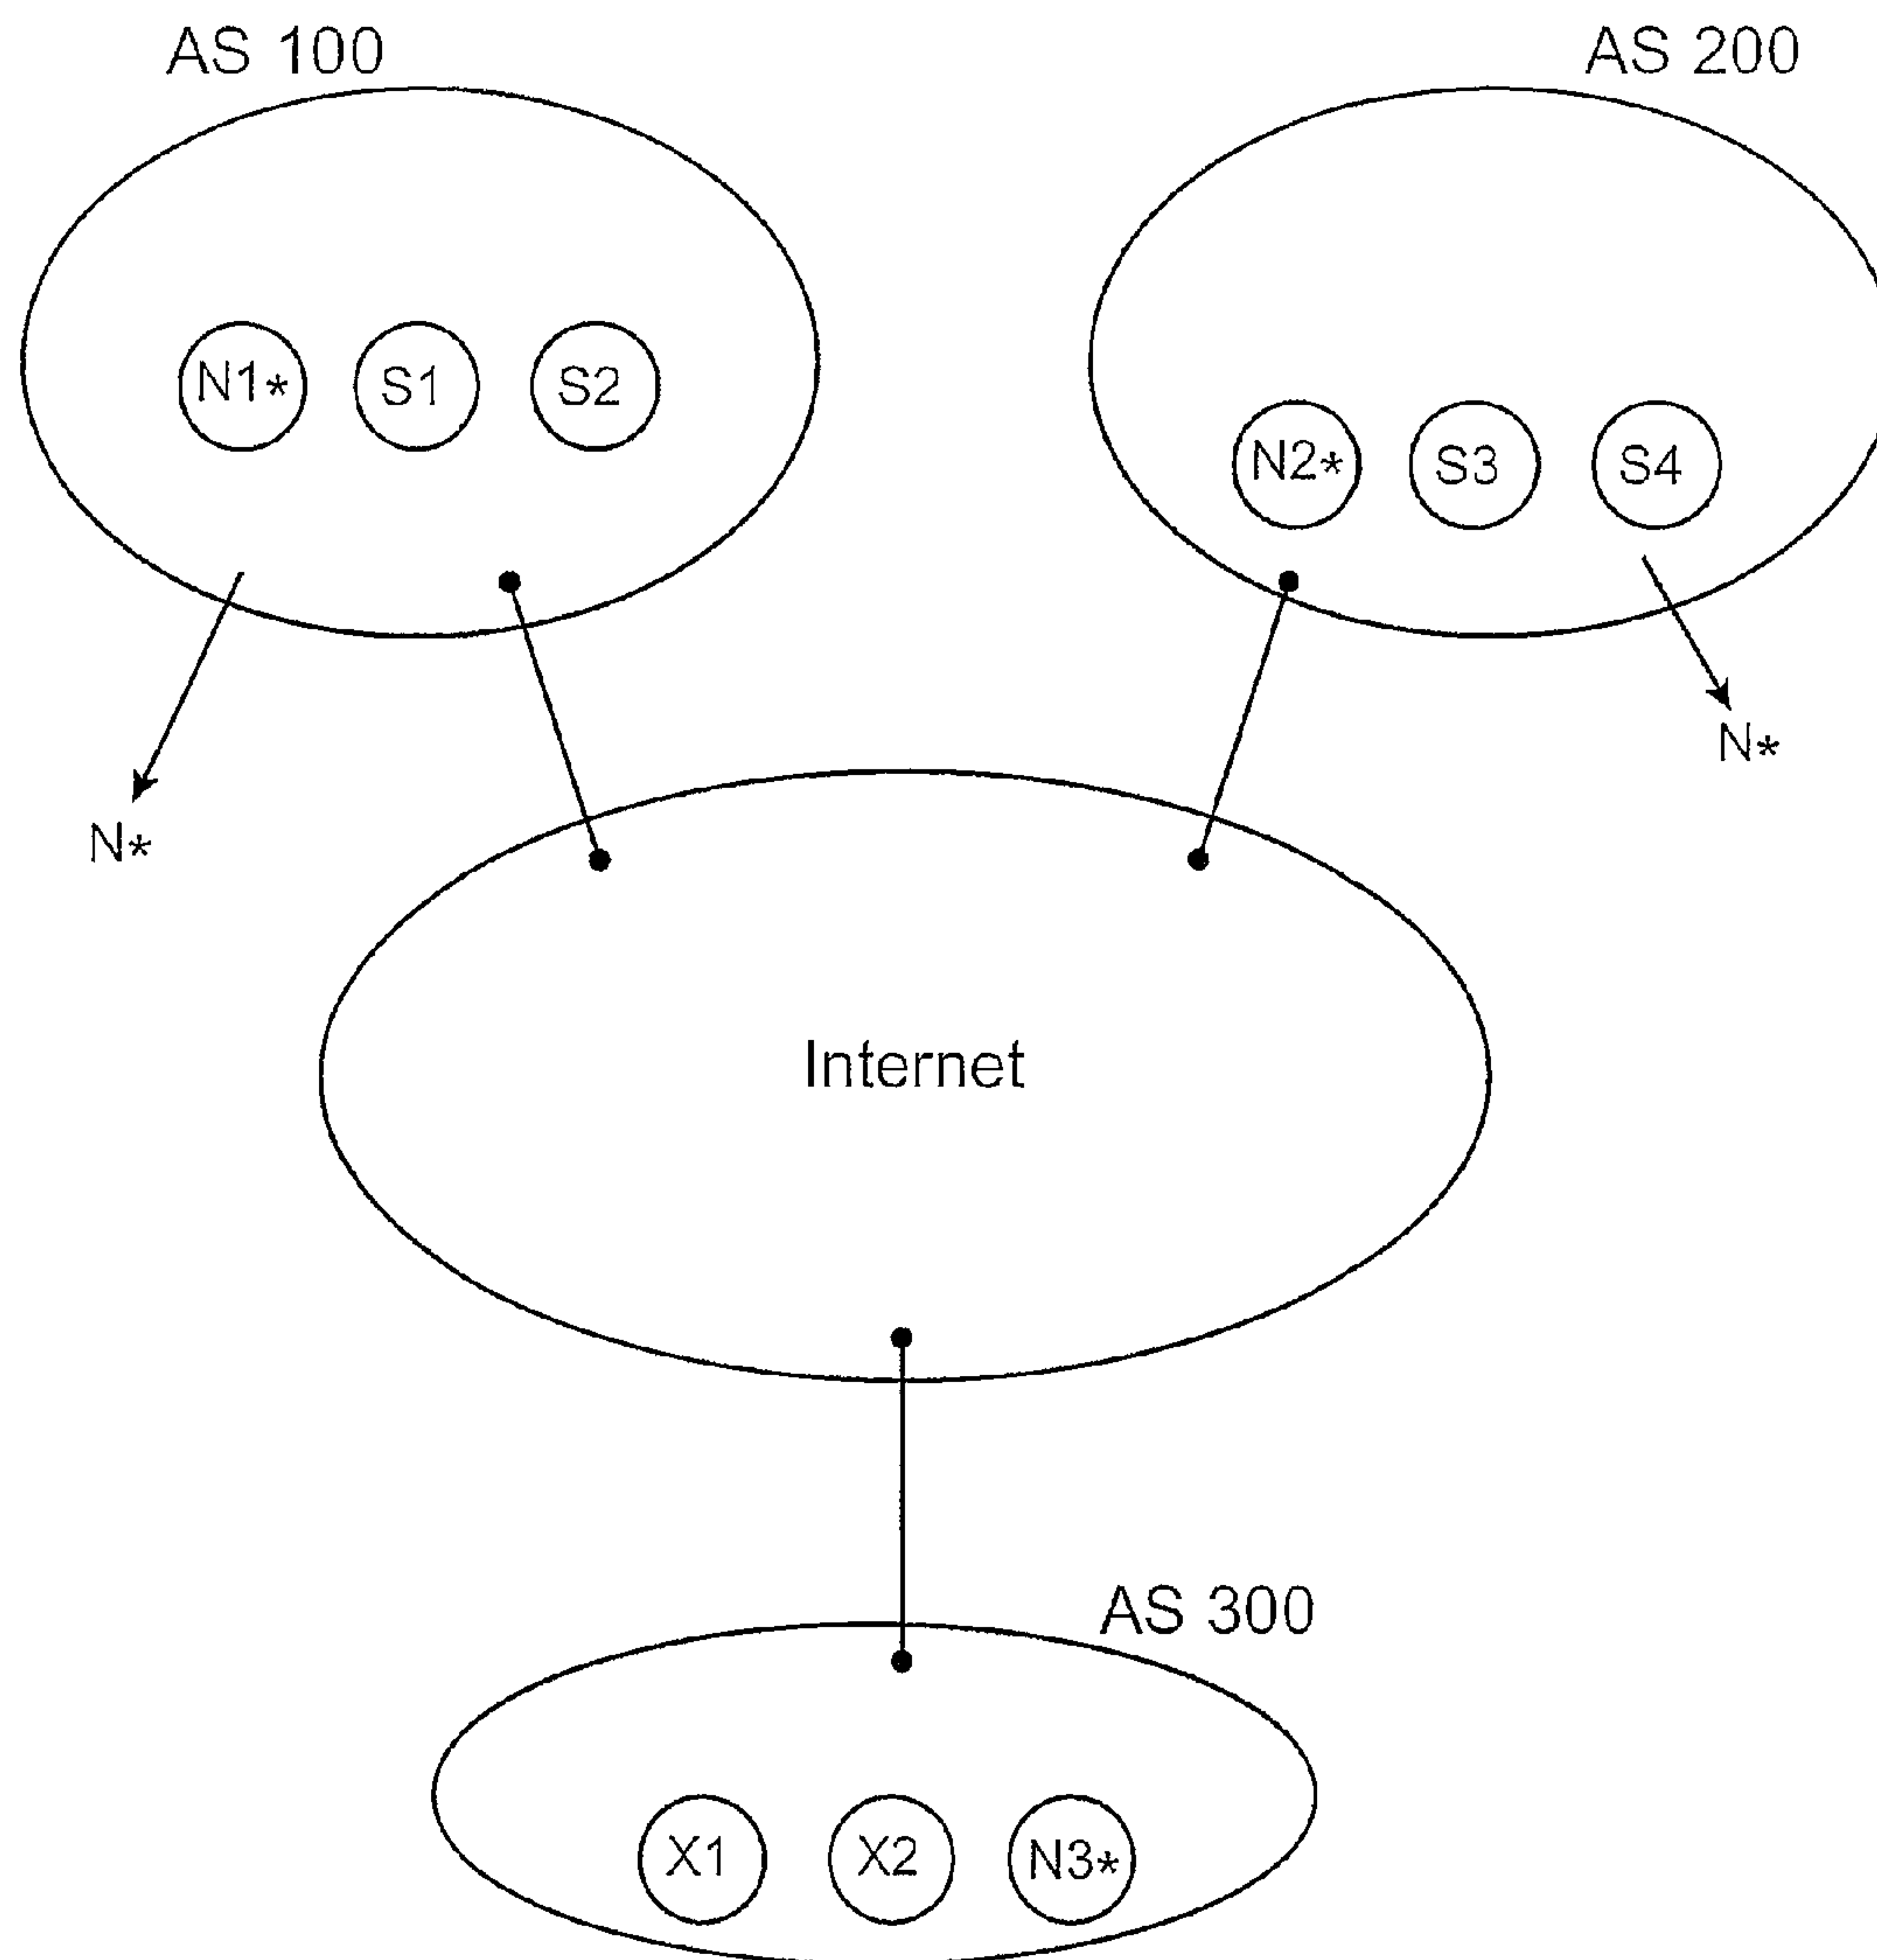 AS 100
AS 200
N1* S1 S2
N2* S3 S4
N*
N*
Internet
AS 300
X1 X2 N3*